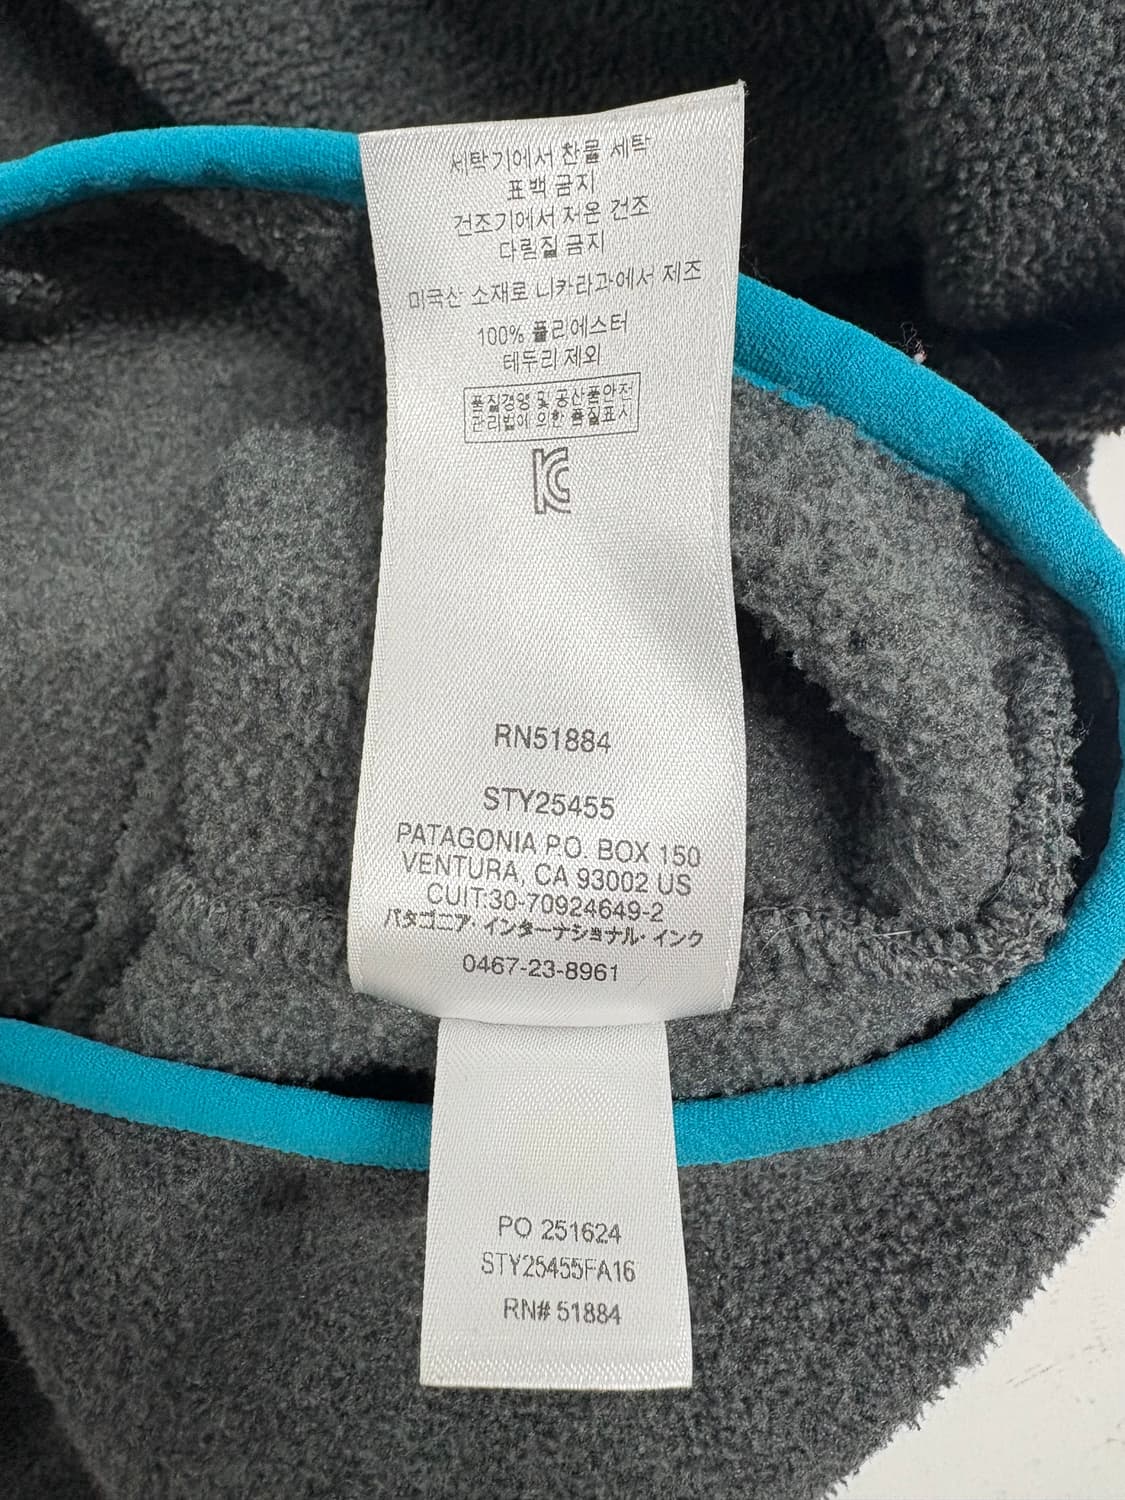 세탁기에서 찬물 세탁
표백 금지
건조기에서 저온 건조
다림질 금지
미국산 소재로 니카라과에서 제조
100% 폴리에스터
테두리 제외
품질경영 및 공산품안전
관리법에 의한 품질표시
RN51884
STY25455
PATAGONIA P.O. BOX 150
VENTURA, CA 93002 US
CUIT:30-70924649-2
パタゴニア・インターナショナル・インク
0467-23-8961
PO 251624
STY25455FA16
RN# 51884